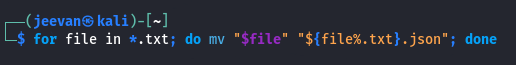 ┌──(jeevan㉿kali)-[~]
└─$ for file in *.txt; do mv "$file" "${file%.txt}.json"; done